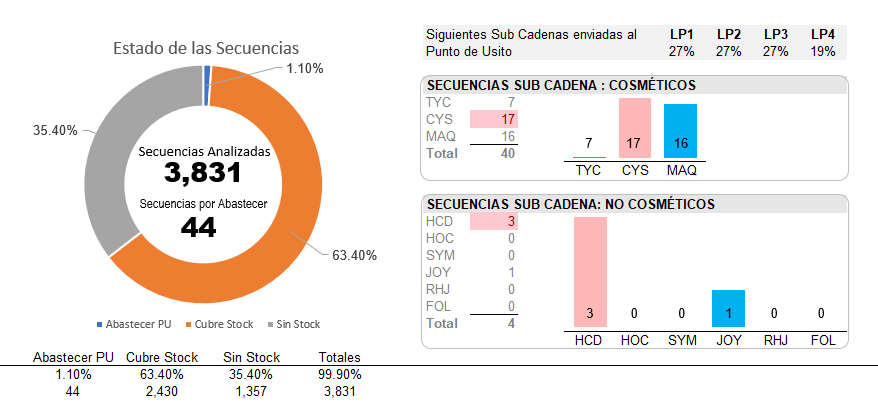 Estado de las Secuencias
1.10%
35.40%
Secuencias Analizadas
3,831
Secuencias por Abastecer
44
63.40%
Abastecer PU Cubre Stock Sin Stock
Abastecer PU Cubre Stock Sin Stock Totales
1.10% 63.40% 35.40% 99.90%
44 2,430 1,357 3,831
Siguientes Sub Cadenas enviadas al LP1 LP2 LP3 LP4
Punto de Usito 27% 27% 27% 19%
SECUENCIAS SUB CADENA : COSMÉTICOS
TYC 7
CYS 17
MAQ 16
Total 40
7 17 16
TYC CYS MAQ
SECUENCIAS SUB CADENA: NO COSMÉTICOS
HCD 3
HOC 0
SYM 0
JOY 1
RHJ 0
FOL 0
Total 4
3 0 0 1 0 0
HCD HOC SYM JOY RHJ FOL